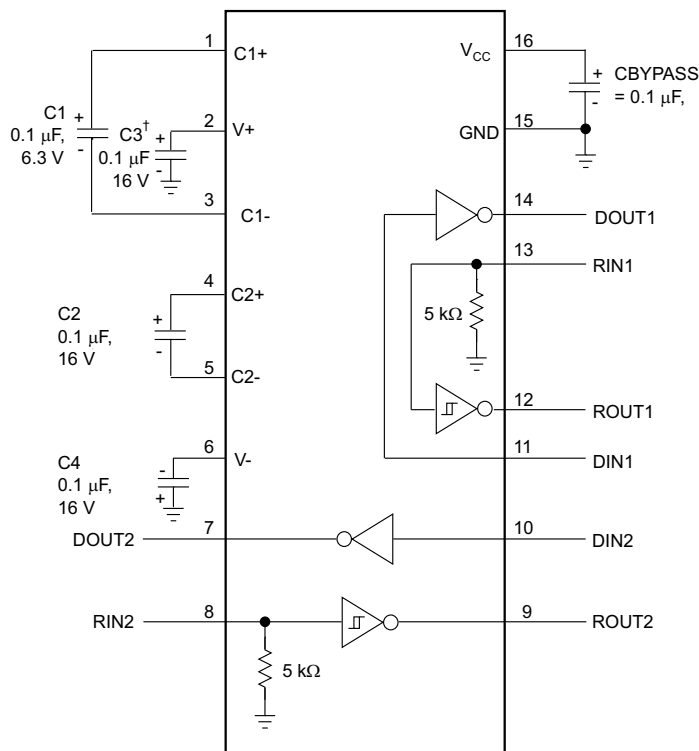 1
C1+
VCC
16
C1
0.1 µF,
6.3 V
+
-
2
V+
C3†
0.1 µF
16 V
+
-
+
-
CBYPASS
= 0.1 µF,
GND
15
3
C1-
14
DOUT1
13
RIN1
4
C2+
C2
0.1 µF,
16 V
+
-
5 kΩ
5
C2-
12
ROUT1
6
V-
C4
0.1 µF,
16 V
-
+
11
DIN1
DOUT2
7
10
DIN2
RIN2
8
9
ROUT2
5 kΩ